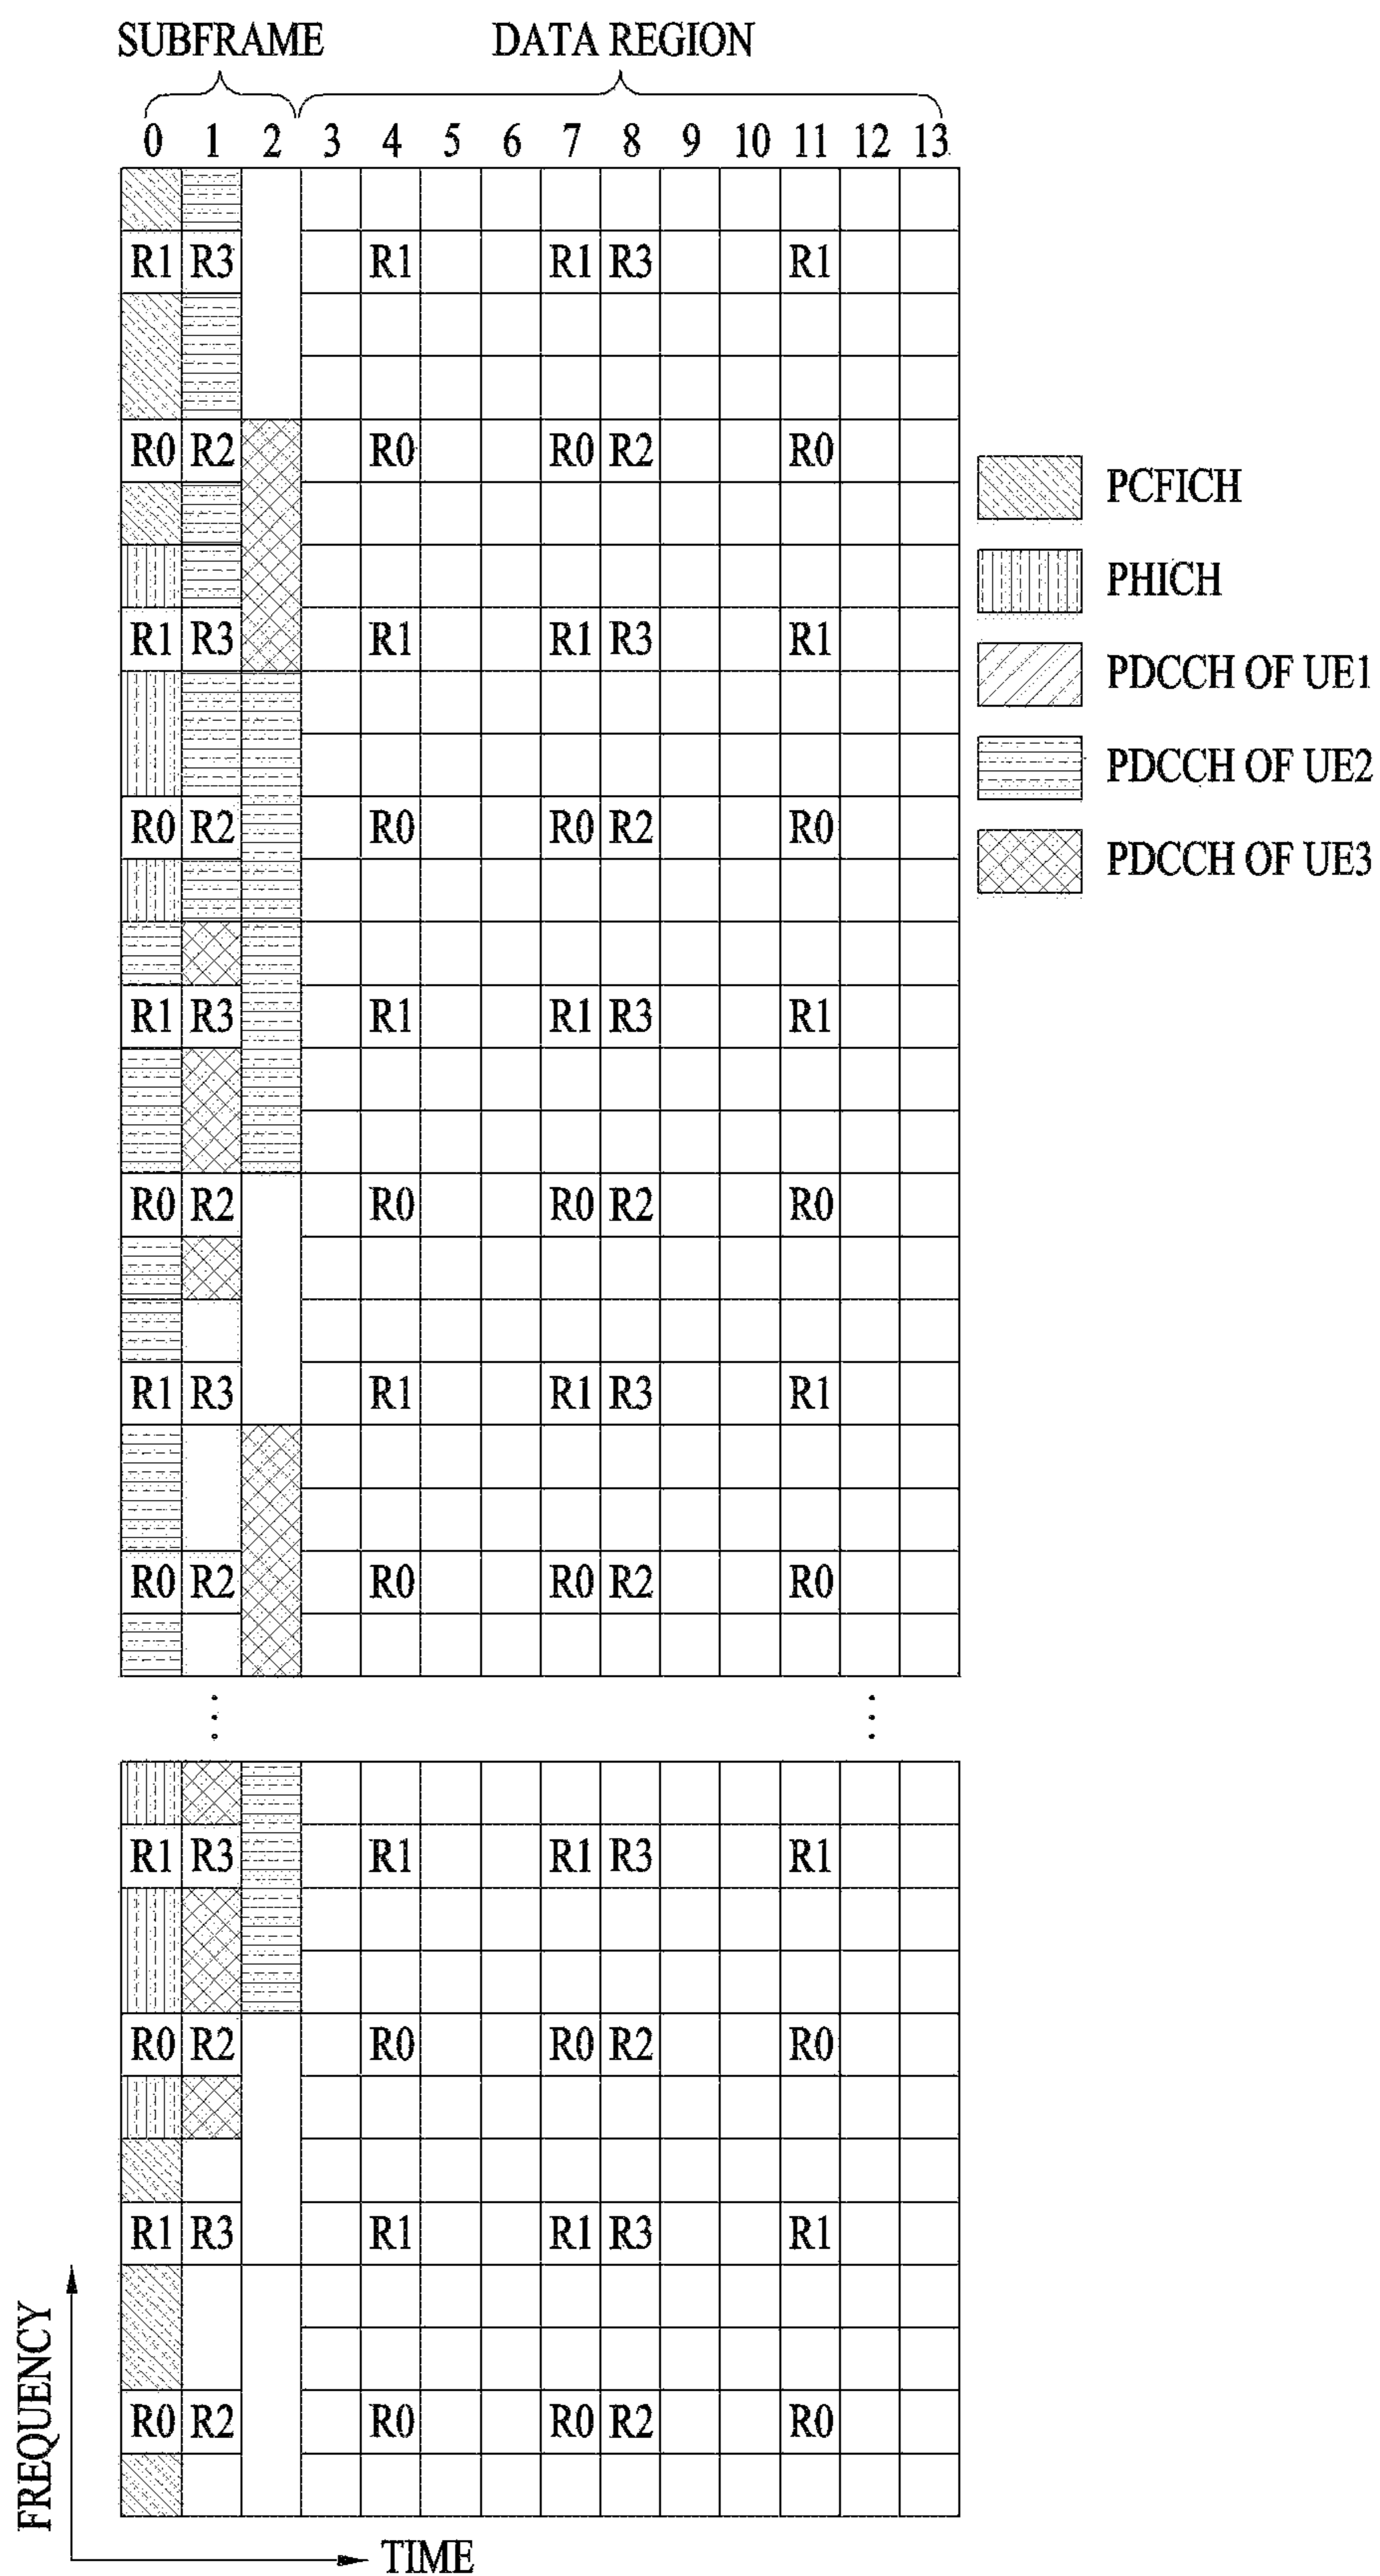 SUBFRAME DATA REGION
0 1 2 3 4 5 6 7 8 9 10 11 12 13
R1 R3 R1 R1 R3 R1
R0 R2 R0 R0 R2 R0
PCFICH
PHICH
R1 R3 R1 R1 R3 R1
PDCCH OF UE1
PDCCH OF UE2
R0 R2 R0 R0 R2 R0
PDCCH OF UE3
R1 R3 R1 R1 R3 R1
R0 R2 R0 R0 R2 R0
R1 R3 R1 R1 R3 R1
R0 R2 R0 R0 R2 R0
R1 R3 R1 R1 R3 R1
R0 R2 R0 R0 R2 R0
R1 R3 R1 R1 R3 R1
R0 R2 R0 R0 R2 R0
FREQUENCY
TIME